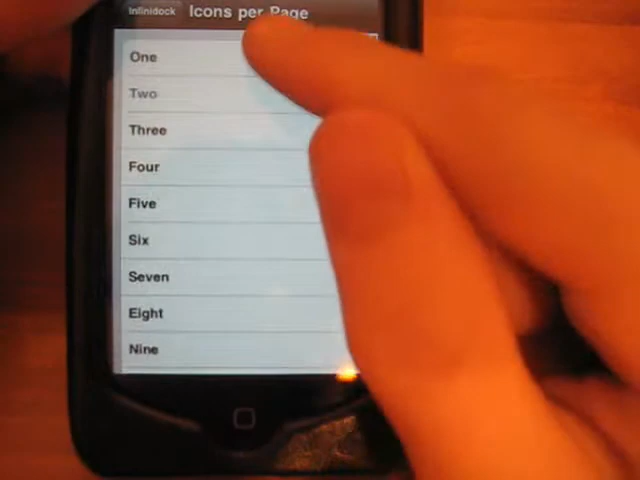 Infinidock
Icons per Page
One
Two
Three
Four
Five
Six
Seven
Eight
Nine